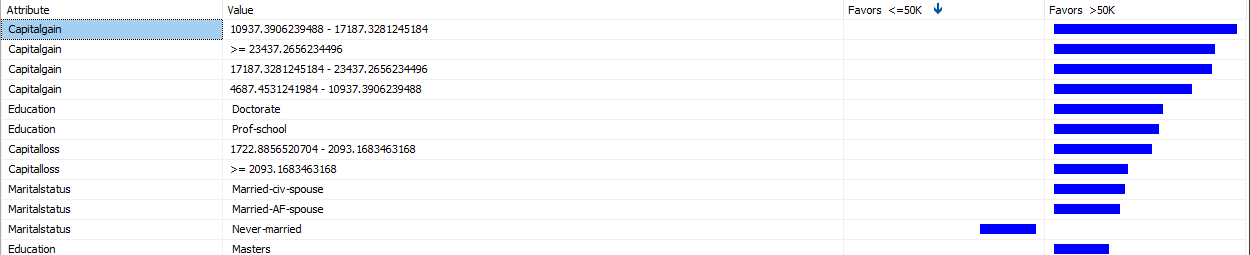 Attribute Value Favors <=50K Favors >50K
Capitalgain 10937.3906239488 - 17187.3281245184
Capitalgain >= 23437.2656234496
Capitalgain 17187.3281245184 - 23437.2656234496
Capitalgain 4687.4531241984 - 10937.3906239488
Education Doctorate
Education Prof-school
Capitalloss 1722.8856520704 - 2093.1683463168
Capitalloss >= 2093.1683463168
Maritalstatus Married-civ-spouse
Maritalstatus Married-AF-spouse
Maritalstatus Never-married
Education Masters